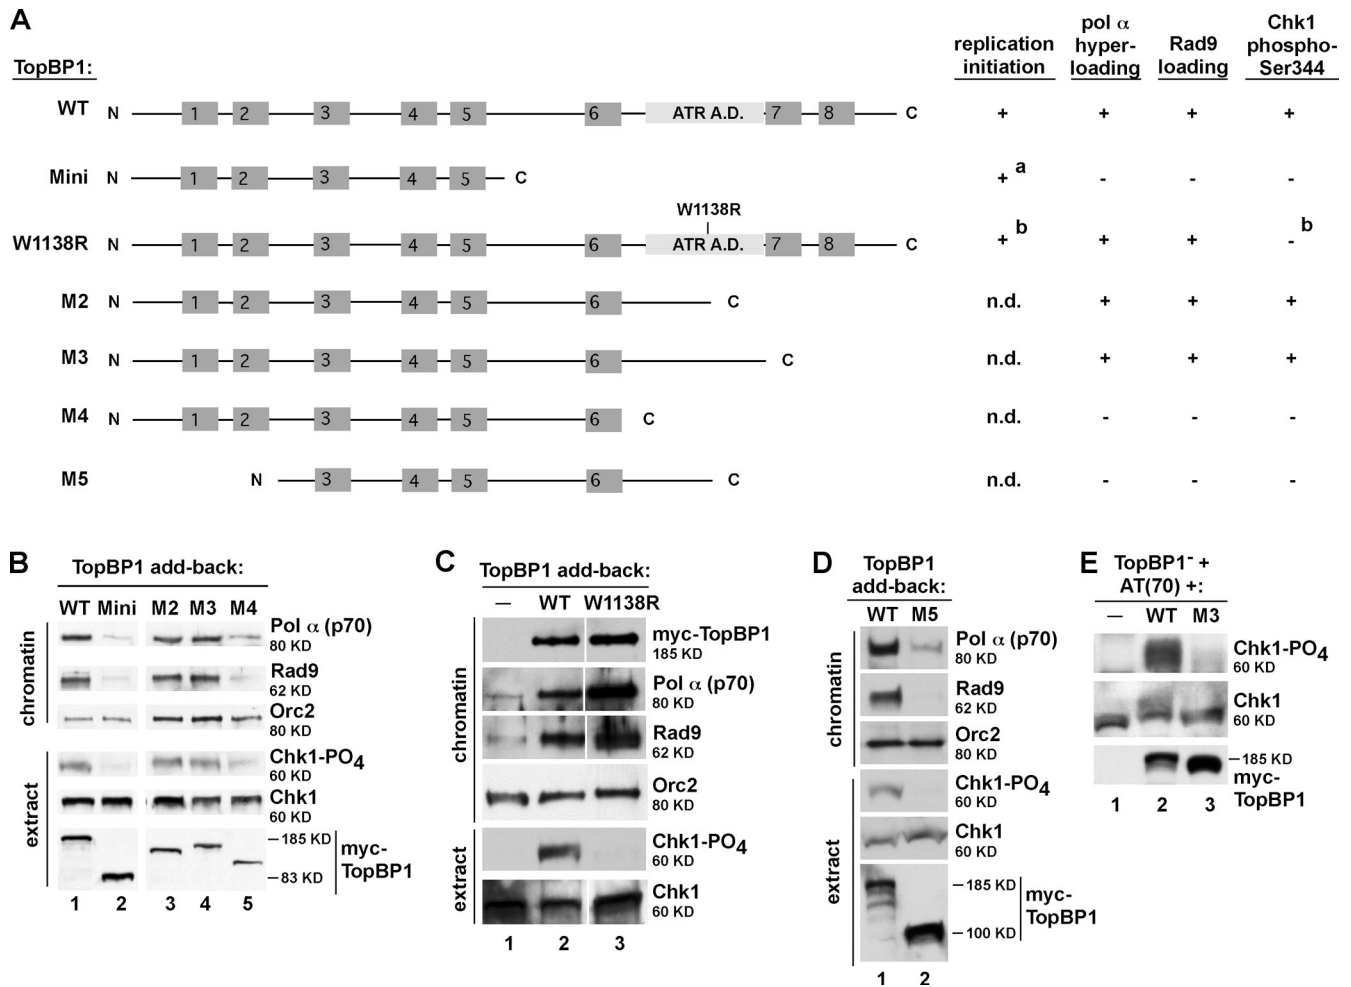 A
TopBP1:
replication initiation
pol α hyper-loading
Rad9 loading
Chk1 phospho-Ser344
WT N 1 2 3 4 5 6 ATR A.D. 7 8 C + + + +
Mini N 1 2 3 4 5 C + a - - -
W1138R
W1138R N 1 2 3 4 5 6 ATR A.D. 7 8 C + b + + - b
M2 N 1 2 3 4 5 6 C n.d. + + +
M3 N 1 2 3 4 5 6 C n.d. + + +
M4 N 1 2 3 4 5 6 C n.d. - - -
M5 N 3 4 5 6 C n.d. - - -
B
TopBP1 add-back:
WT Mini M2 M3 M4
chromatin
Pol α (p70)
80 KD
Rad9
62 KD
Orc2
80 KD
extract
Chk1-PO4
60 KD
Chk1
60 KD
185 KD
83 KD
myc-
TopBP1
1 2 3 4 5
C
TopBP1 add-back:
— WT W1138R
chromatin
myc-TopBP1
185 KD
Pol α (p70)
80 KD
Rad9
62 KD
Orc2
80 KD
extract
Chk1-PO4
60 KD
Chk1
60 KD
1 2 3
D
TopBP1
add-back:
WT M5
chromatin
Pol α (p70)
80 KD
Rad9
62 KD
Orc2
80 KD
extract
Chk1-PO4
60 KD
Chk1
60 KD
185 KD
100 KD
myc-
TopBP1
1 2
E
TopBP1- +
AT(70) +:
— WT M3
Chk1-PO4
60 KD
Chk1
60 KD
185 KD
myc-
TopBP1
1 2 3